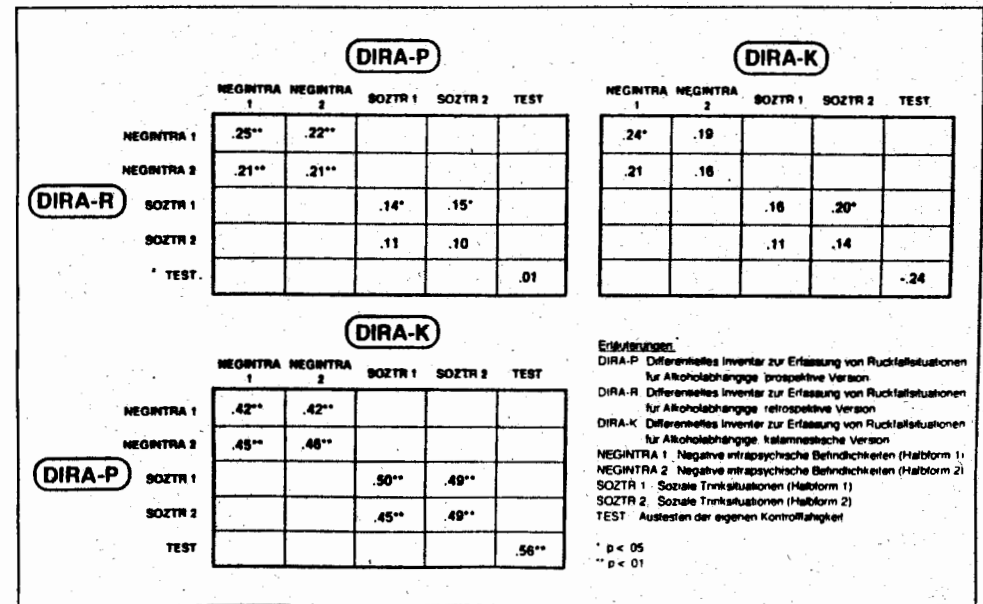 DIRA-P
NEGINTRA 1 NEGINTRA 2 SOZTR 1 SOZTR 2 TEST
NEGINTRA 1 .25** .22**
NEGINTRA 2 .21** .21**
DIRA-R
SOZTR 1 .14* .15*
SOZTR 2 .11 .10
TEST .01
DIRA-K
NEGINTRA 1 NEGINTRA 2 SOZTR 1 SOZTR 2 TEST
.24* .19
.21 .16
.16 .20*
.11 .14
-.24
DIRA-K
NEGINTRA 1 NEGINTRA 2 SOZTR 1 SOZTR 2 TEST
NEGINTRA 1 .42** .42**
NEGINTRA 2 .45** .46**
DIRA-P
SOZTR 1 .50** .49**
SOZTR 2 .45** .49**
TEST .56**
Erläuterungen
DIRA-P Differentielles Inventar zur Erfassung von Ruckfallsituationen
fur Alkoholabhängige prospektive Version
DIRA-R Differentielles Inventar zur Erfassung von Ruckfallsituationen
fur Alkoholabhängige retrospektive Version
DIRA-K Differentielles Inventar zur Erfassung von Ruckfallsituationen
fur Alkoholabhängige katamnestische Version
NEGINTRA 1 Negative intrapsychische Befindlichkeiten (Halbform 1)
NEGINTRA 2 Negative intrapsychische Befindlichkeiten (Halbform 2)
SOZTR 1 Soziale Trinksituationen (Halbform 1)
SOZTR 2 Soziale Trinksituationen (Halbform 2)
TEST Austesten der eigenen Kontrollfahigkeit
* p < 05
** p < 01